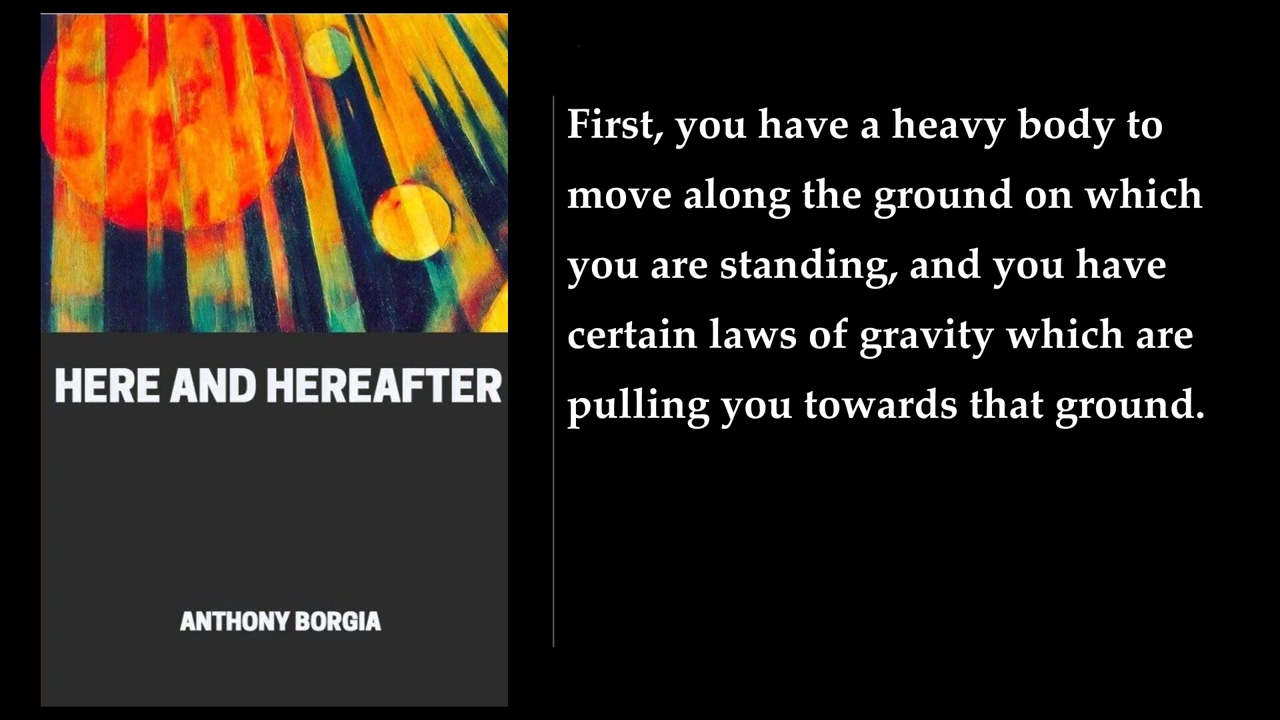 HERE AND HEREAFTER
ANTHONY BORGIA
First, you have a heavy body to
move along the ground on which
you are standing, and you have
certain laws of gravity which are
pulling you towards that ground.